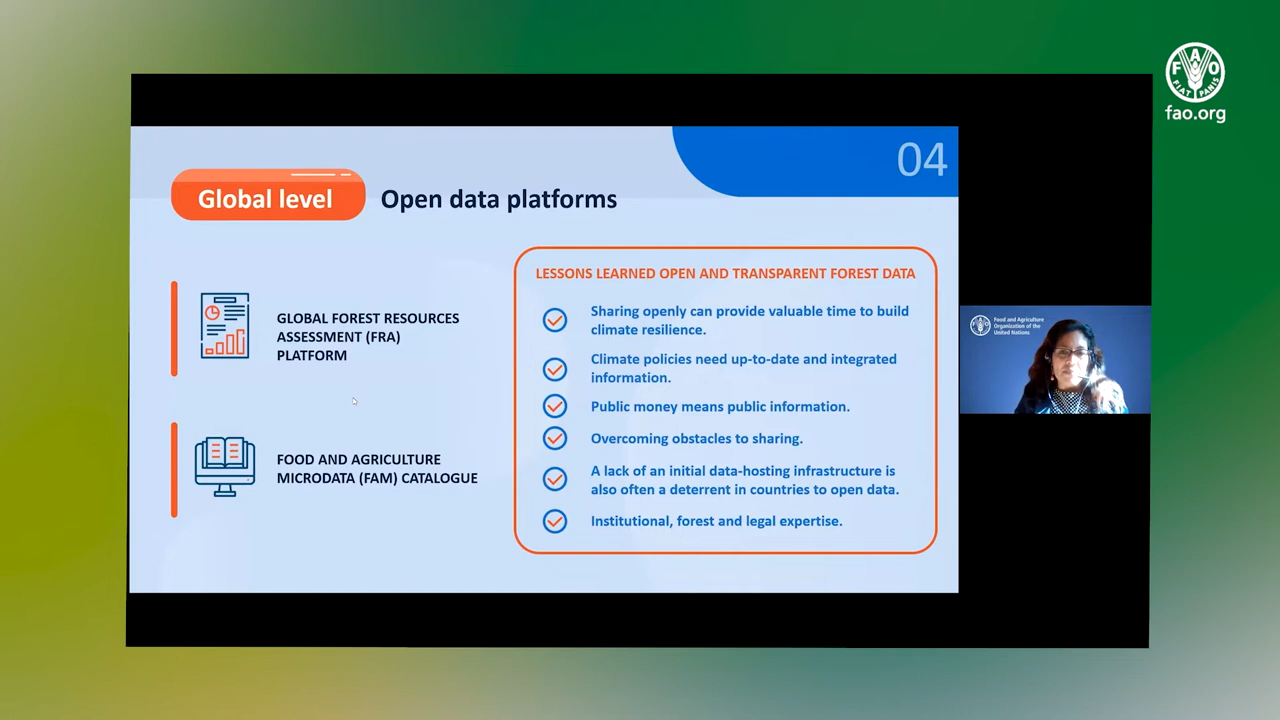 FAO
FIAT PANIS
fao.org
04
Global level
Open data platforms
GLOBAL FOREST RESOURCES
ASSESSMENT (FRA)
PLATFORM
FOOD AND AGRICULTURE
MICRODATA (FAM) CATALOGUE
LESSONS LEARNED OPEN AND TRANSPARENT FOREST DATA
Sharing openly can provide valuable time to build
climate resilience.
Climate policies need up-to-date and integrated
information.
Public money means public information.
Overcoming obstacles to sharing.
A lack of an initial data-hosting infrastructure is
also often a deterrent in countries to open data.
Institutional, forest and legal expertise.
Food and Agriculture
Organization of the
United Nations